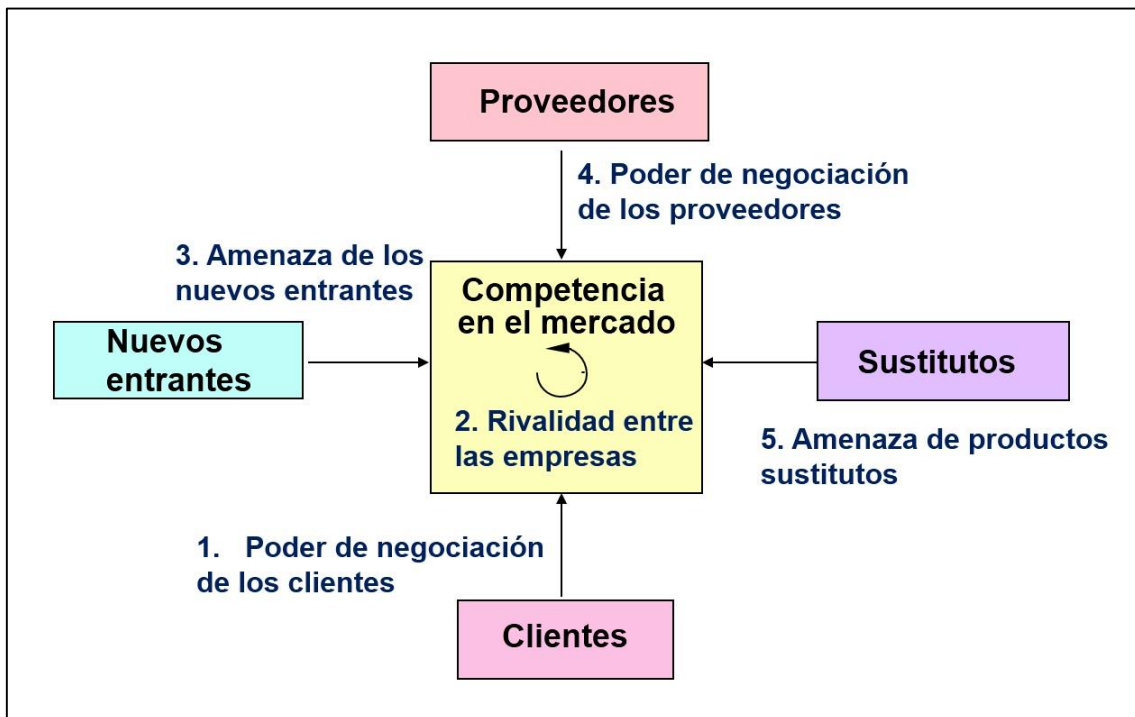 Proveedores
4. Poder de negociación
de los proveedores
3. Amenaza de los
nuevos entrantes
Nuevos
entrantes
Competencia
en el mercado
2. Rivalidad entre
las empresas
Sustitutos
5. Amenaza de productos
sustitutos
1. Poder de negociación
de los clientes
Clientes